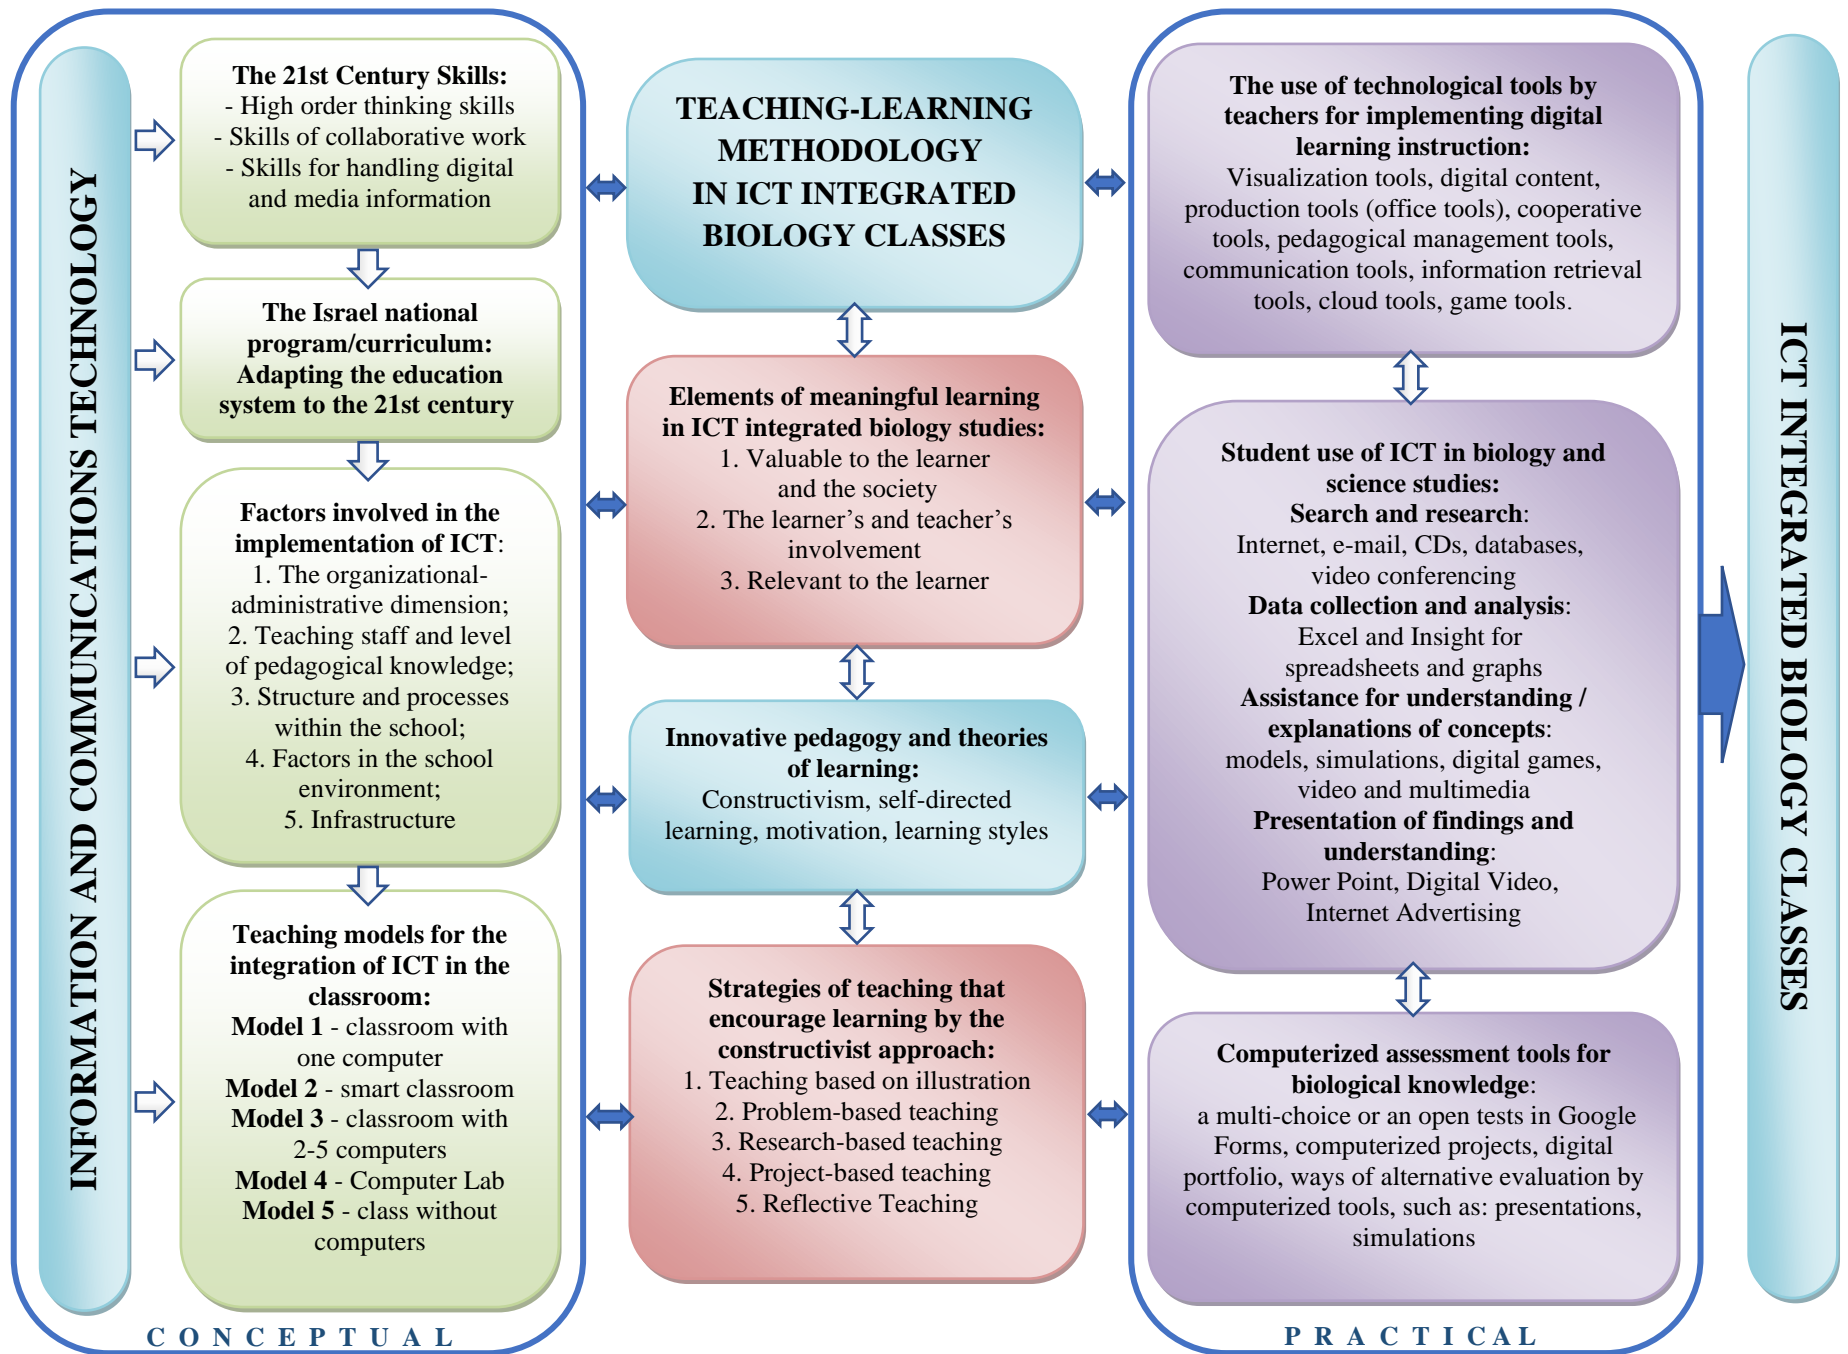 INFORMATION AND COMMUNICATIONS TECHNOLOGY
The 21st Century Skills:
- High order thinking skills
- Skills of collaborative work
- Skills for handling digital
and media information
The Israel national
program/curriculum:
Adapting the education
system to the 21st century
Factors involved in the
implementation of ICT:
1. The organizational-
administrative dimension;
2. Teaching staff and level
of pedagogical knowledge;
3. Structure and processes
within the school;
4. Factors in the school
environment;
5. Infrastructure
Teaching models for the
integration of ICT in the
classroom:
Model 1 - classroom with
one computer
Model 2 - smart classroom
Model 3 - classroom with
2-5 computers
Model 4 - Computer Lab
Model 5 - class without
computers
CONCEPTUAL
TEACHING-LEARNING
METHODOLOGY
IN ICT INTEGRATED
BIOLOGY CLASSES
Elements of meaningful learning
in ICT integrated biology studies:
1. Valuable to the learner
and the society
2. The learner’s and teacher’s
involvement
3. Relevant to the learner
Innovative pedagogy and theories
of learning:
Constructivism, self-directed
learning, motivation, learning styles
Strategies of teaching that
encourage learning by the
constructivist approach:
1. Teaching based on illustration
2. Problem-based teaching
3. Research-based teaching
4. Project-based teaching
5. Reflective Teaching
The use of technological tools by
teachers for implementing digital
learning instruction:
Visualization tools, digital content,
production tools (office tools), cooperative
tools, pedagogical management tools,
communication tools, information retrieval
tools, cloud tools, game tools.
Student use of ICT in biology and
science studies:
Search and research:
Internet, e-mail, CDs, databases,
video conferencing
Data collection and analysis:
Excel and Insight for
spreadsheets and graphs
Assistance for understanding /
explanations of concepts:
models, simulations, digital games,
video and multimedia
Presentation of findings and
understanding:
Power Point, Digital Video,
Internet Advertising
Computerized assessment tools for
biological knowledge:
a multi-choice or an open tests in Google
Forms, computerized projects, digital
portfolio, ways of alternative evaluation by
computerized tools, such as: presentations,
simulations
PRACTICAL
ICT INTEGRATED BIOLOGY CLASSES